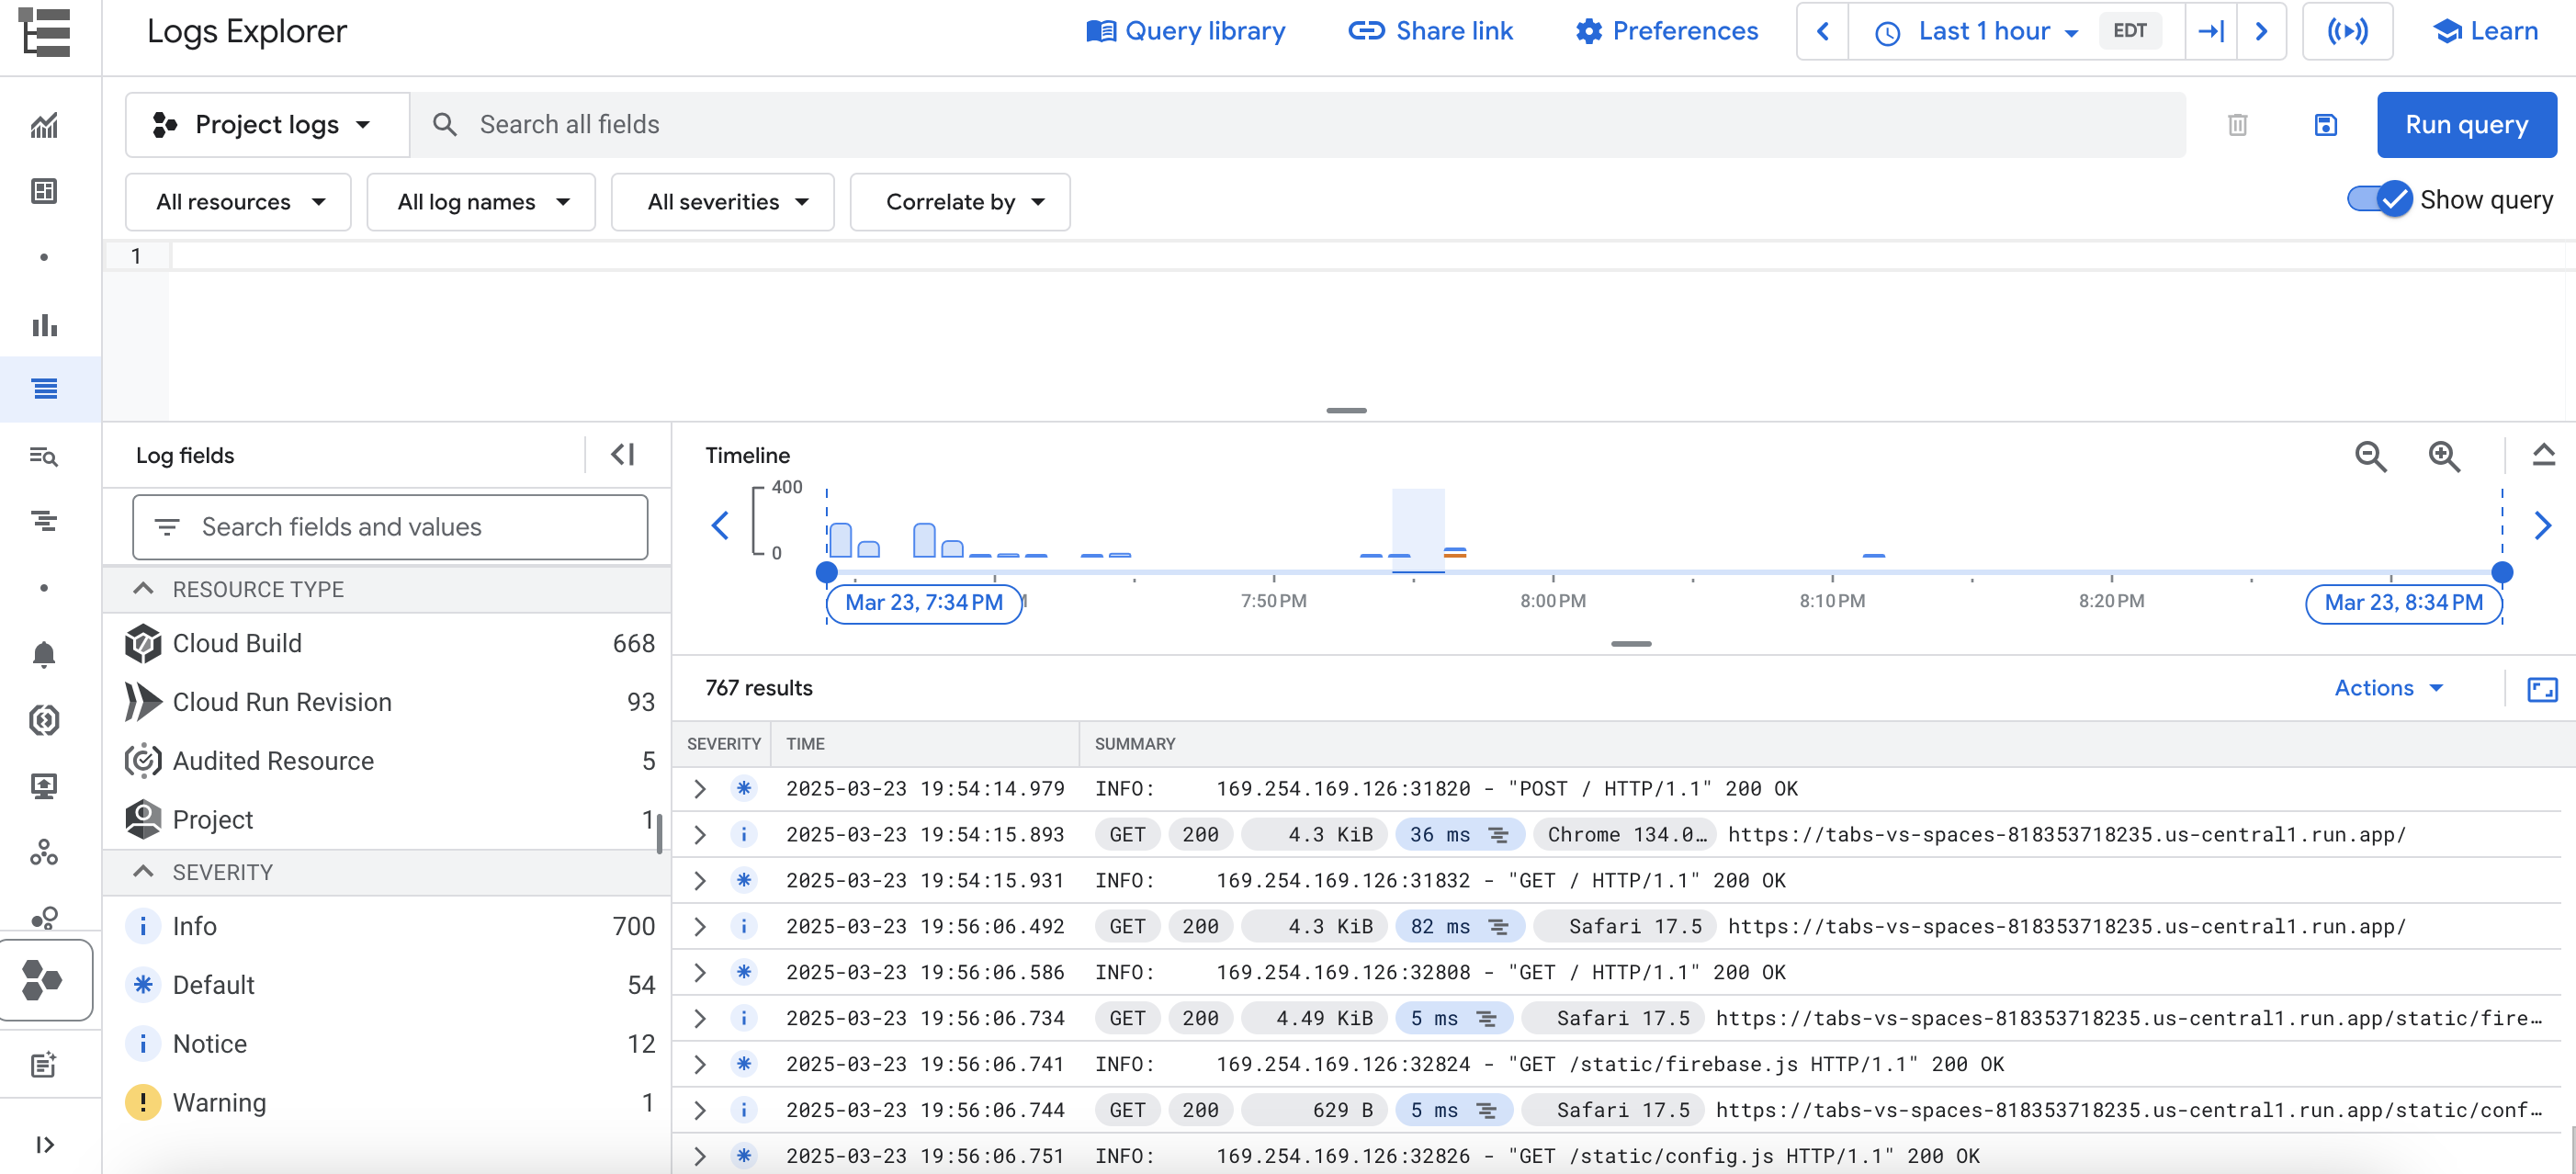 Logs Explorer Query library Share link Preferences Last 1 hour EDT Learn
Project logs Search all fields Run query
All resources All log names All severities Correlate by Show query
1
Log fields
Search fields and values
RESOURCE TYPE
Cloud Build 668
Cloud Run Revision 93
Audited Resource 5
Project 1
SEVERITY
Info 700
Default 54
Notice 12
Warning 1
Timeline
400
0
Mar 23, 7:34 PM 7:50 PM 8:00 PM 8:10 PM 8:20 PM Mar 23, 8:34 PM
767 results Actions
SEVERITY TIME SUMMARY
2025-03-23 19:54:14.979 INFO: 169.254.169.126:31820 - "POST / HTTP/1.1" 200 OK
2025-03-23 19:54:15.893 GET 200 4.3 KiB 36 ms Chrome 134.0… https://tabs-vs-spaces-818353718235.us-central1.run.app/
2025-03-23 19:54:15.931 INFO: 169.254.169.126:31832 - "GET / HTTP/1.1" 200 OK
2025-03-23 19:56:06.492 GET 200 4.3 KiB 82 ms Safari 17.5 https://tabs-vs-spaces-818353718235.us-central1.run.app/
2025-03-23 19:56:06.586 INFO: 169.254.169.126:32808 - "GET / HTTP/1.1" 200 OK
2025-03-23 19:56:06.734 GET 200 4.49 KiB 5 ms Safari 17.5 https://tabs-vs-spaces-818353718235.us-central1.run.app/static/fire…
2025-03-23 19:56:06.741 INFO: 169.254.169.126:32824 - "GET /static/firebase.js HTTP/1.1" 200 OK
2025-03-23 19:56:06.744 GET 200 629 B 5 ms Safari 17.5 https://tabs-vs-spaces-818353718235.us-central1.run.app/static/conf…
2025-03-23 19:56:06.751 INFO: 169.254.169.126:32826 - "GET /static/config.js HTTP/1.1" 200 OK